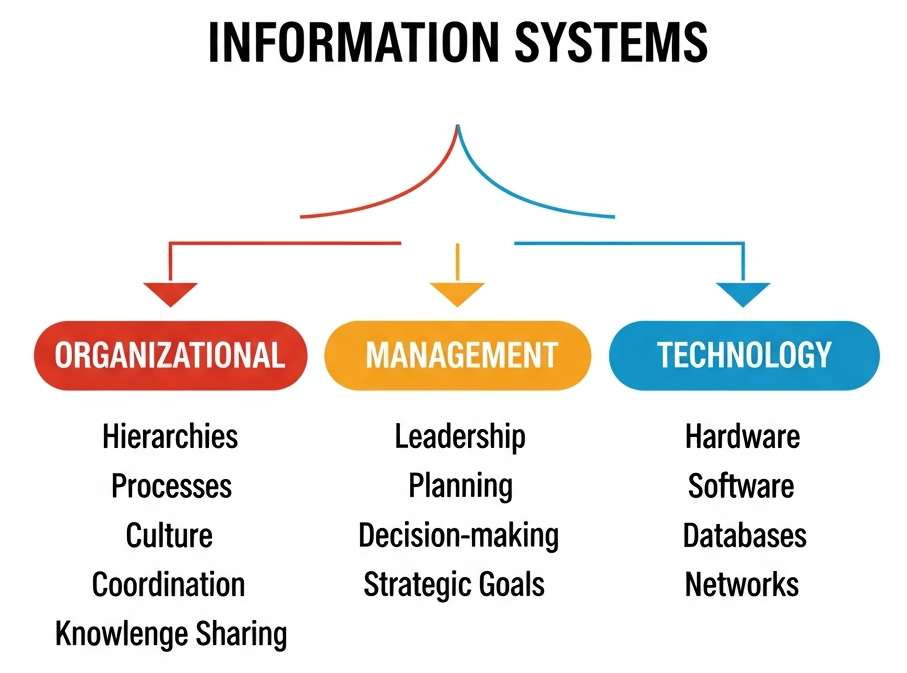 INFORMATION SYSTEMS
ORGANIZATIONAL
Hierarchies
Processes
Culture
Coordination
Knowlenge Sharing
MANAGEMENT
Leadership
Planning
Decision-making
Strategic Goals
TECHNOLOGY
Hardware
Software
Databases
Networks